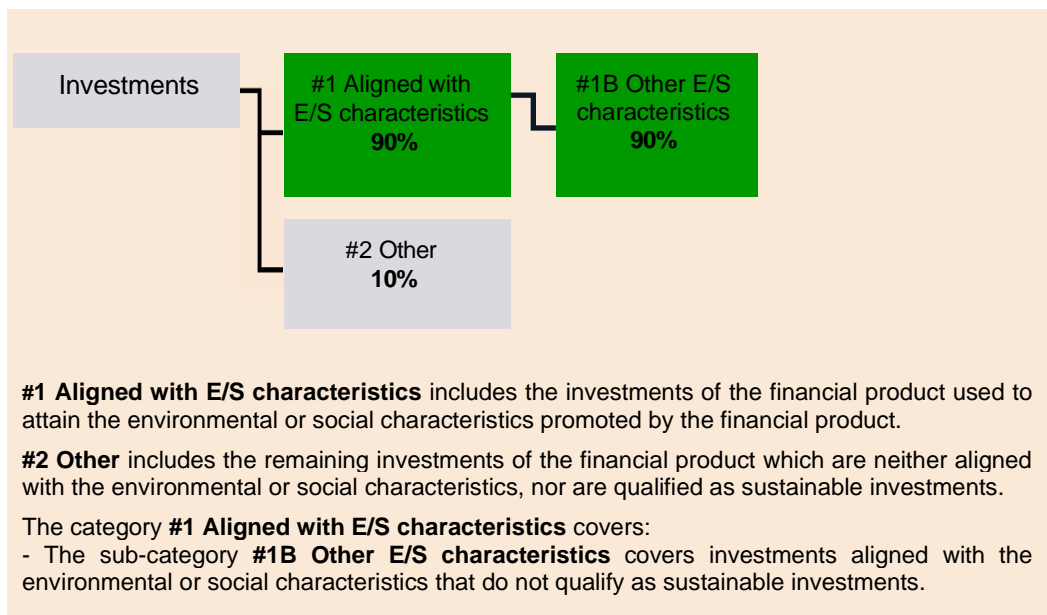 Investments
#1 Aligned with
E/S characteristics
90%
#1B Other E/S
characteristics
90%
#2 Other
10%
#1 Aligned with E/S characteristics includes the investments of the financial product used to
attain the environmental or social characteristics promoted by the financial product.
#2 Other includes the remaining investments of the financial product which are neither aligned
with the environmental or social characteristics, nor are qualified as sustainable investments.
The category #1 Aligned with E/S characteristics covers:
- The sub-category #1B Other E/S characteristics covers investments aligned with the
environmental or social characteristics that do not qualify as sustainable investments.